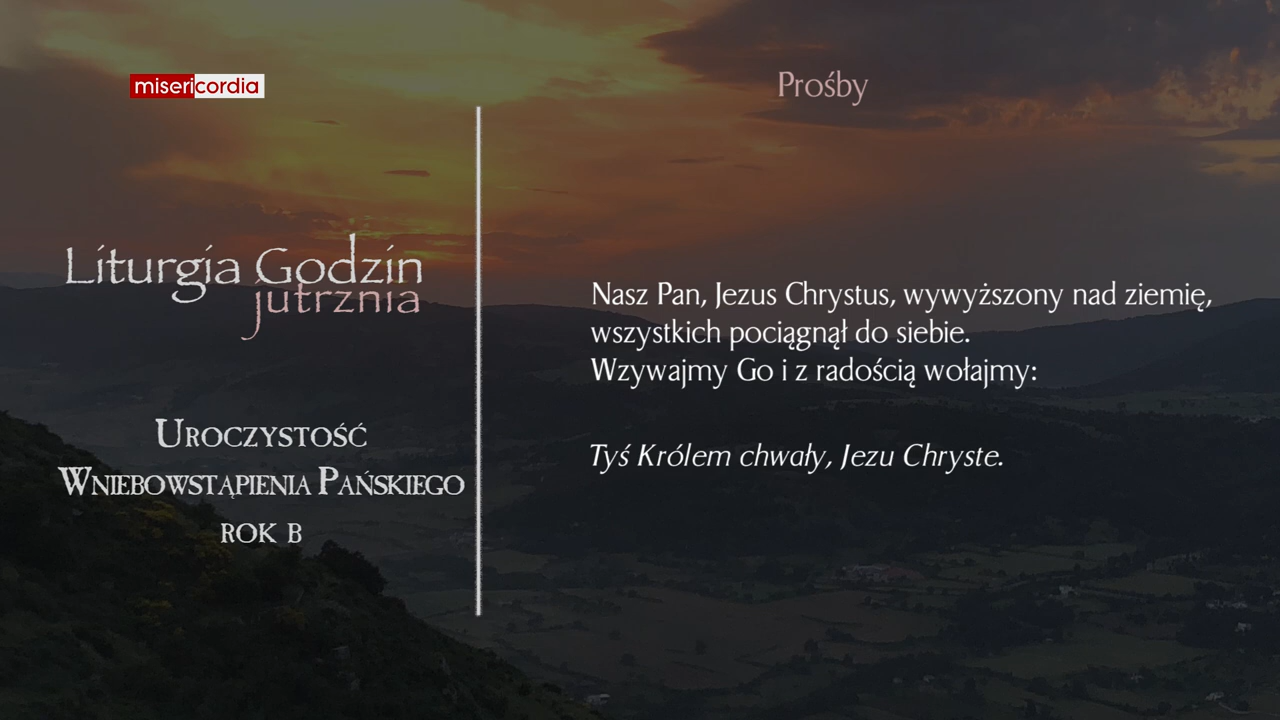 misericordia
Prośby
Liturgia Godzin
jutrznia
Uroczystość
Wniebowstąpienia Pańskiego
rok b
Nasz Pan, Jezus Chrystus, wywyższony nad ziemię,
wszystkich pociągnął do siebie.
Wzywajmy Go i z radością wołajmy:
Tyś Królem chwały, Jezu Chryste.